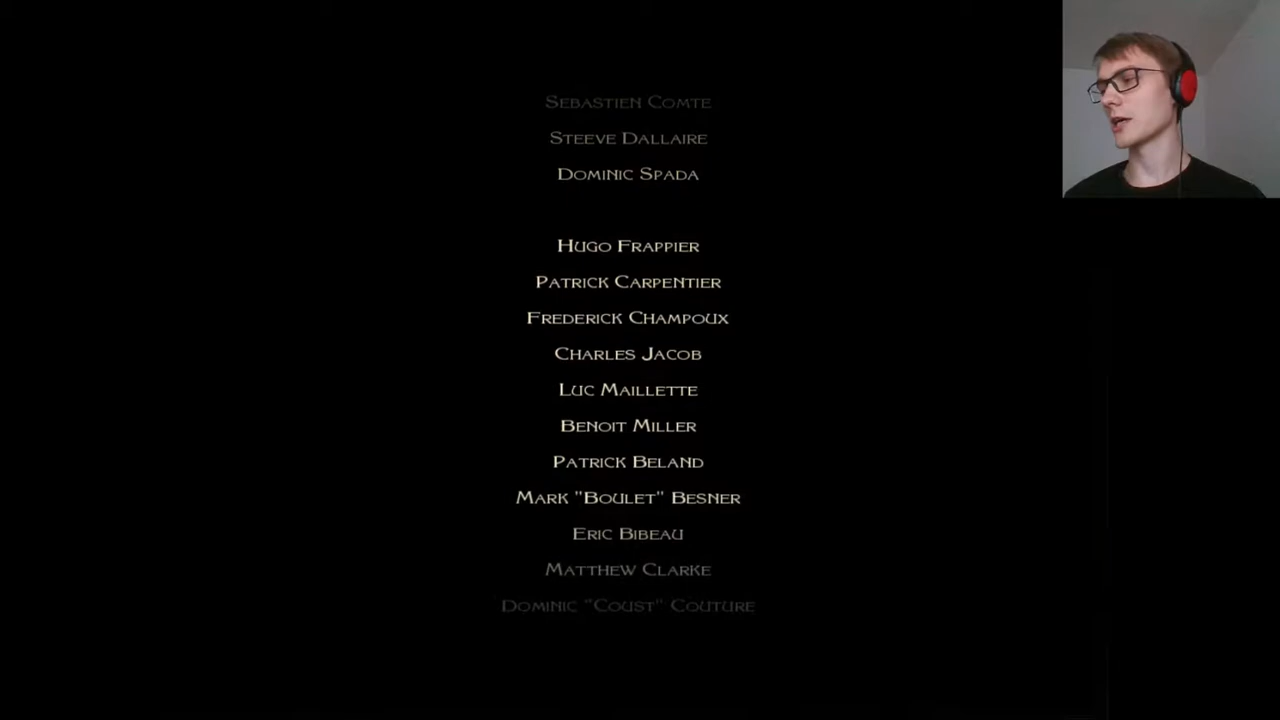 Sebastien Comte
Steeve Dallaire
Dominic Spada
Hugo Frappier
Patrick Carpentier
Frederick Champoux
Charles Jacob
Luc Maillette
Benoit Miller
Patrick Beland
Mark "Boulet" Besner
Eric Bibeau
Matthew Clarke
Dominic "Coust" Couture